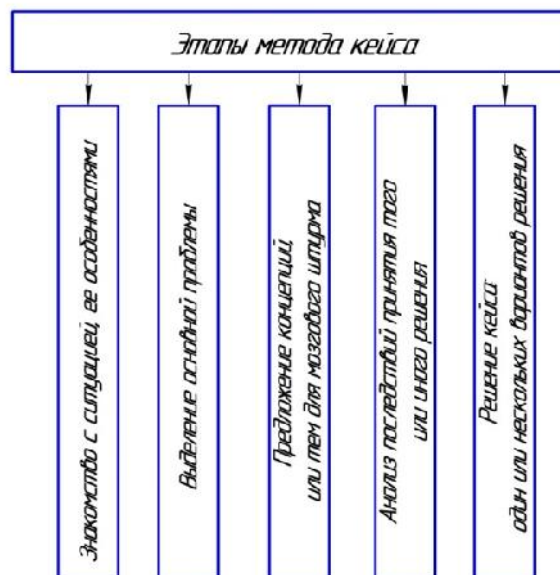 Этапы метода кейса
Знакомство с ситуацией, ее особенностями
Выделение основной проблемы
Предложение концепций
или тем для мозгового штурма
Анализ последствий принятия того
или иного решения
Решение кейса:
один или нескольких вариантов решения